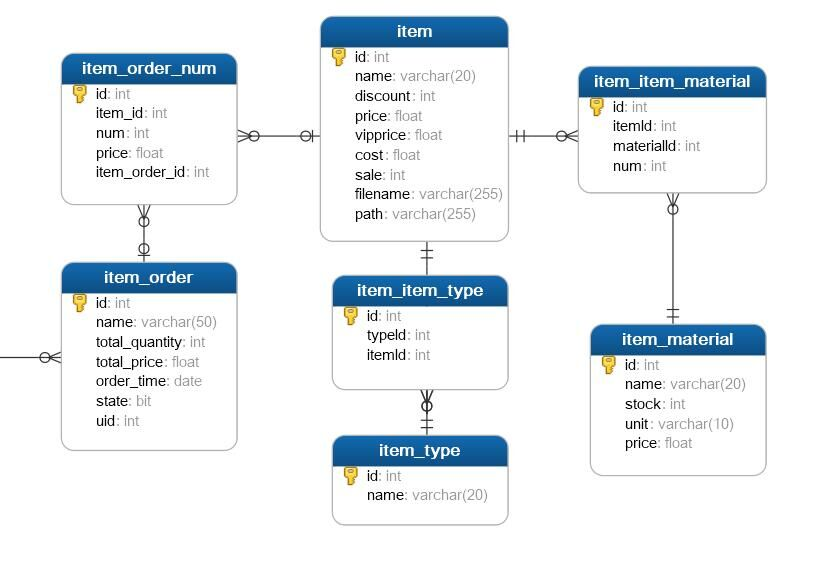 item
id: int
name: varchar(20)
discount: int
price: float
vipprice: float
cost: float
sale: int
filename: varchar(255)
path: varchar(255)
item_order_num
id: int
item_id: int
num: int
price: float
item_order_id: int
item_item_material
id: int
itemId: int
materialId: int
num: int
item_order
id: int
name: varchar(50)
total_quantity: int
total_price: float
order_time: date
state: bit
uid: int
item_item_type
id: int
typeId: int
itemId: int
item_material
id: int
name: varchar(20)
stock: int
unit: varchar(10)
price: float
item_type
id: int
name: varchar(20)